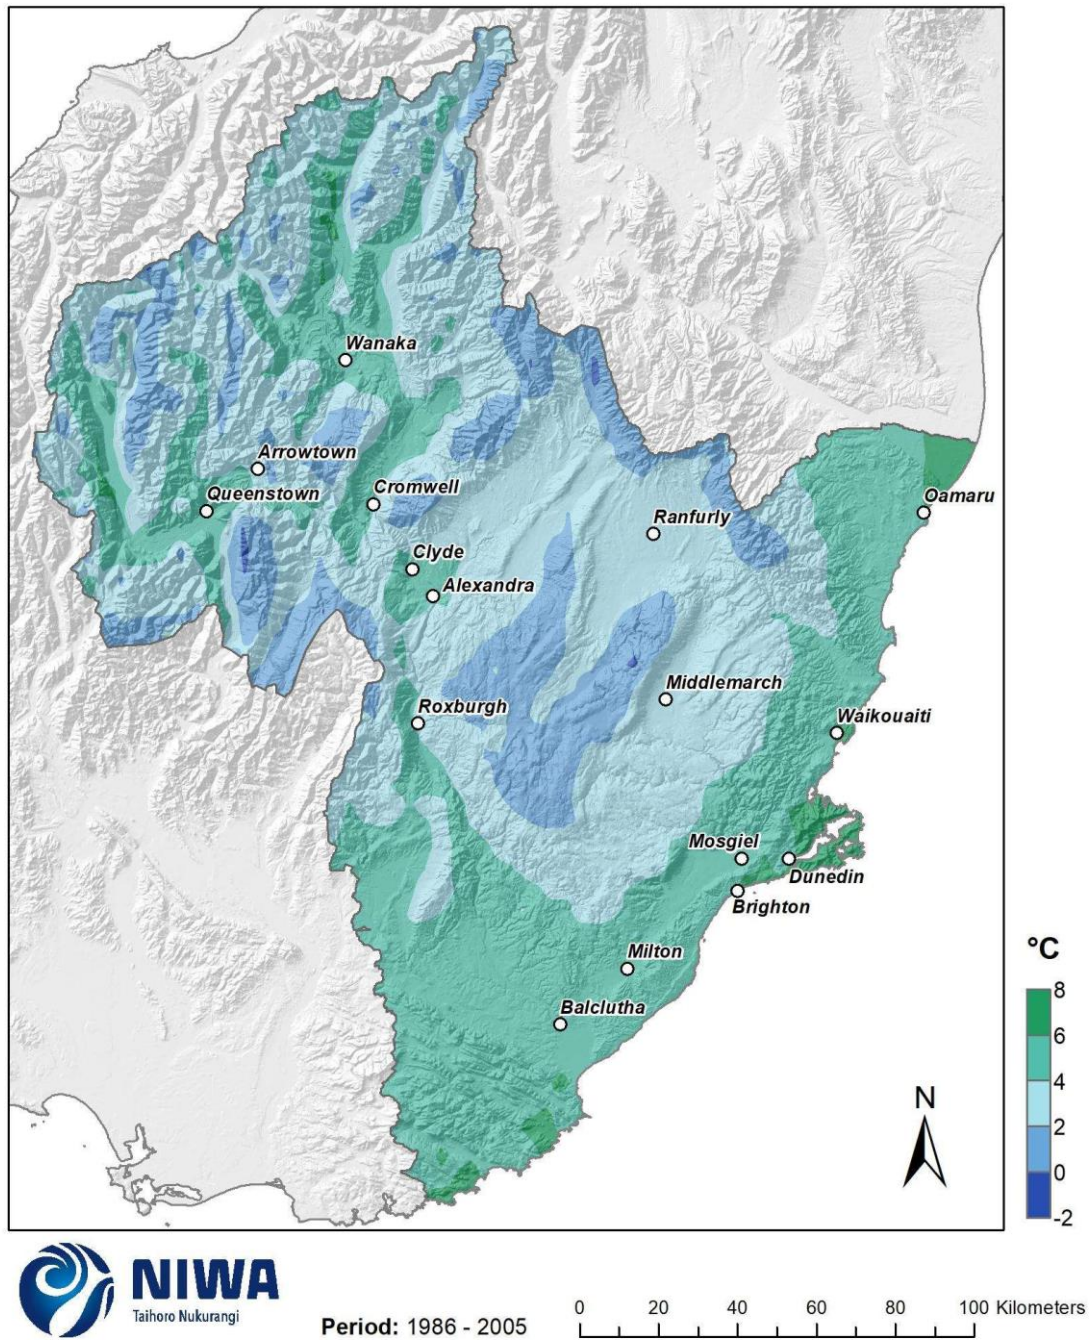 Wanaka
Arrowtown
Queenstown
Cromwell
Ranfurly
Oamaru
Clyde
Alexandra
Middlemarch
Roxburgh
Waikouaiti
Mosgiel
Dunedin
Brighton
Milton
Balclutha
°C
8
6
4
2
0
-2
N
NIWA
Taihoro Nukurangi
Period: 1986 - 2005
0 20 40 60 80 100 Kilometers